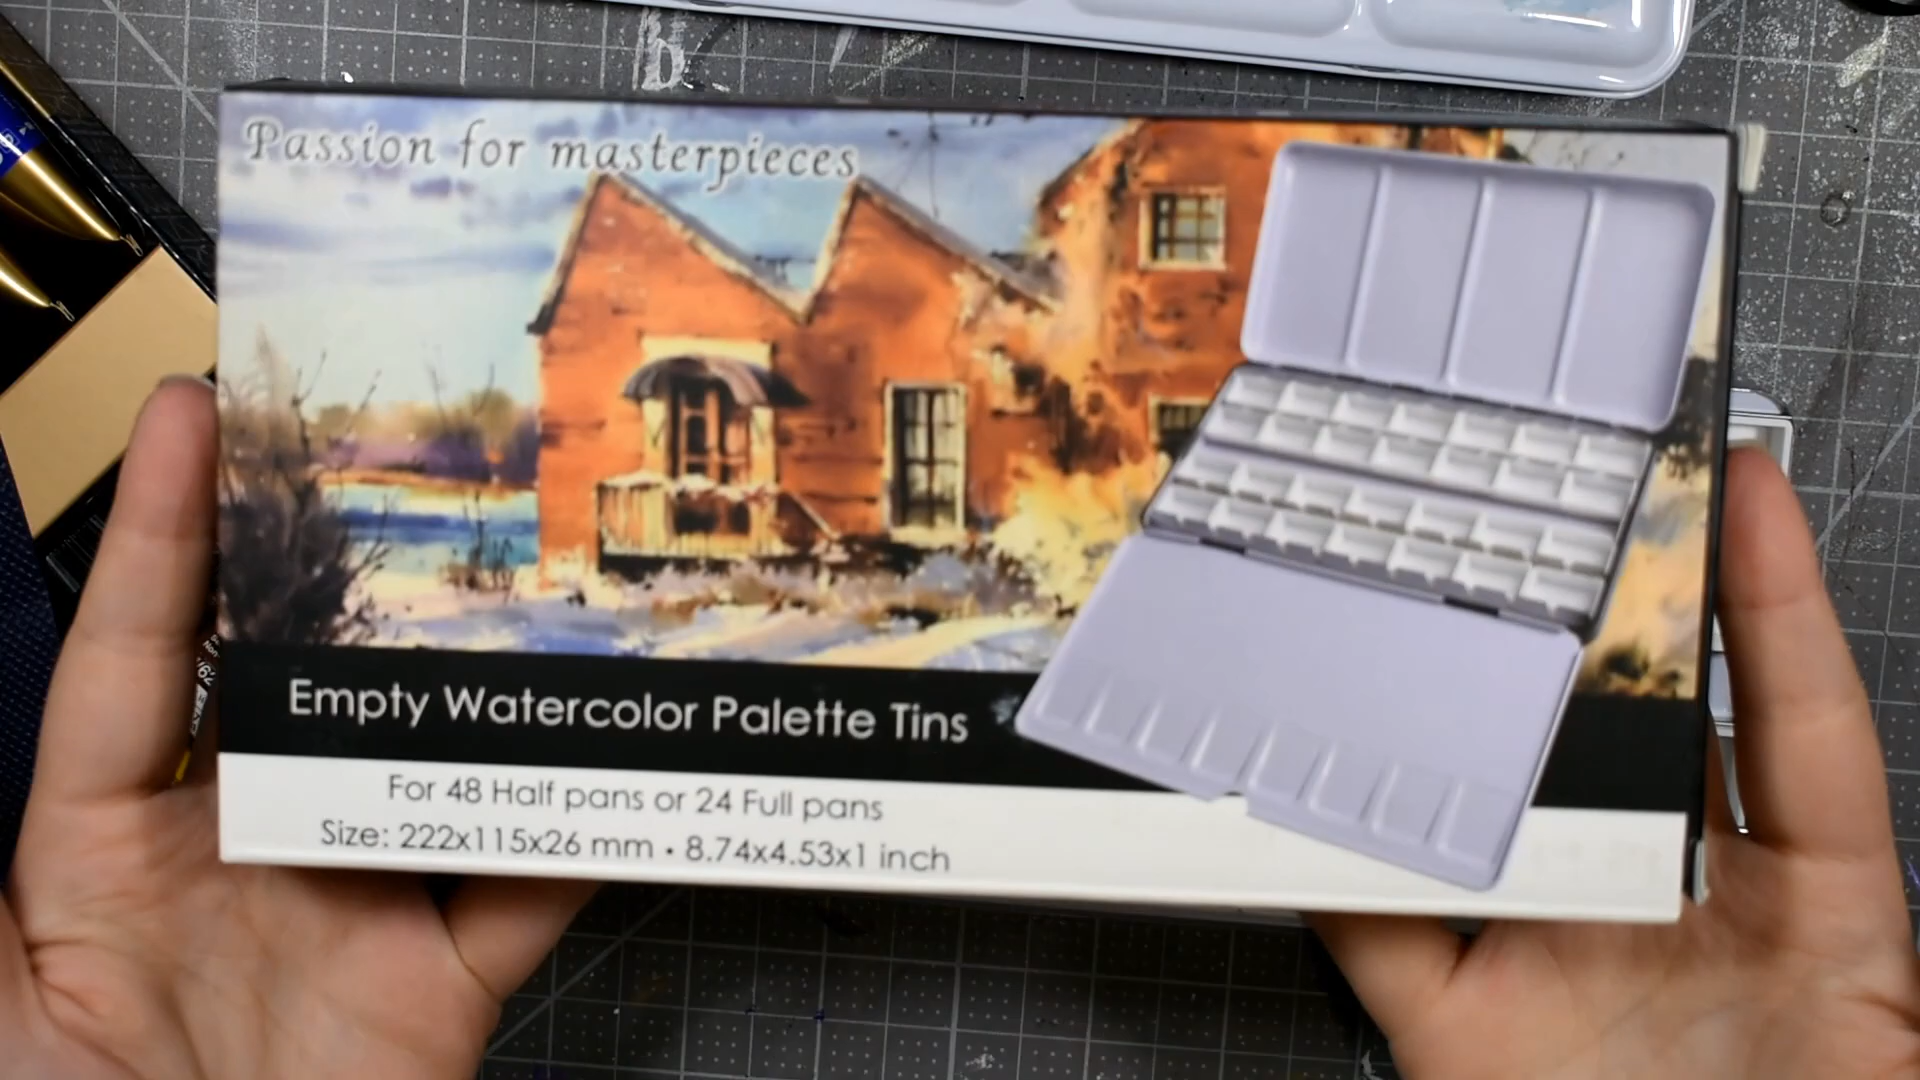 Passion for masterpieces
Empty Watercolor Palette Tins
For 48 Half pans or 24 Full pans
Size: 222x115x26 mm • 8.74x4.53x1 inch